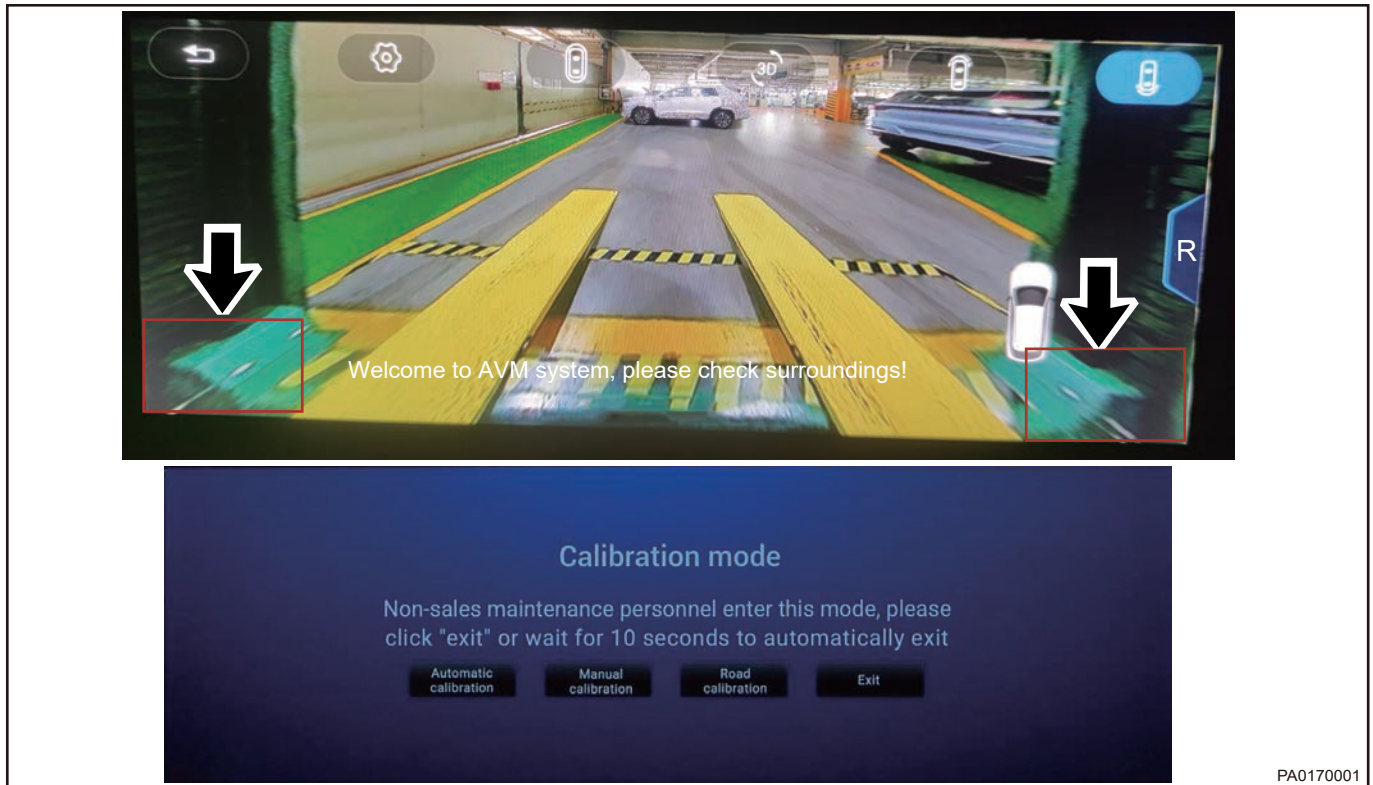 3D
R
Welcome to AVM system, please check surroundings!
Calibration mode
Non-sales maintenance personnel enter this mode, please
click "exit" or wait for 10 seconds to automatically exit
Automatic
calibration
Manual
calibration
Road
calibration
Exit
PA0170001